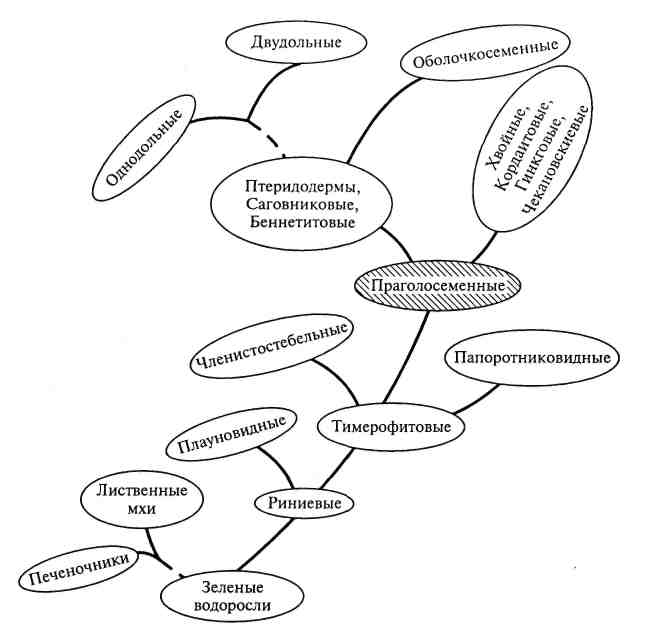 Двудольные
Оболочкосеменные
Однодольные
Хвойные,
Кордаитовые,
Гинкговые,
Чекановскиевые
Птеридодермы,
Саговниковые,
Беннетитовые
Праголосеменные
Членистостебельные
Папоротниковидные
Плауновидные
Тимерофитовые
Лиственные
мхи
Риниевые
Печеночники
Зеленые
водоросли